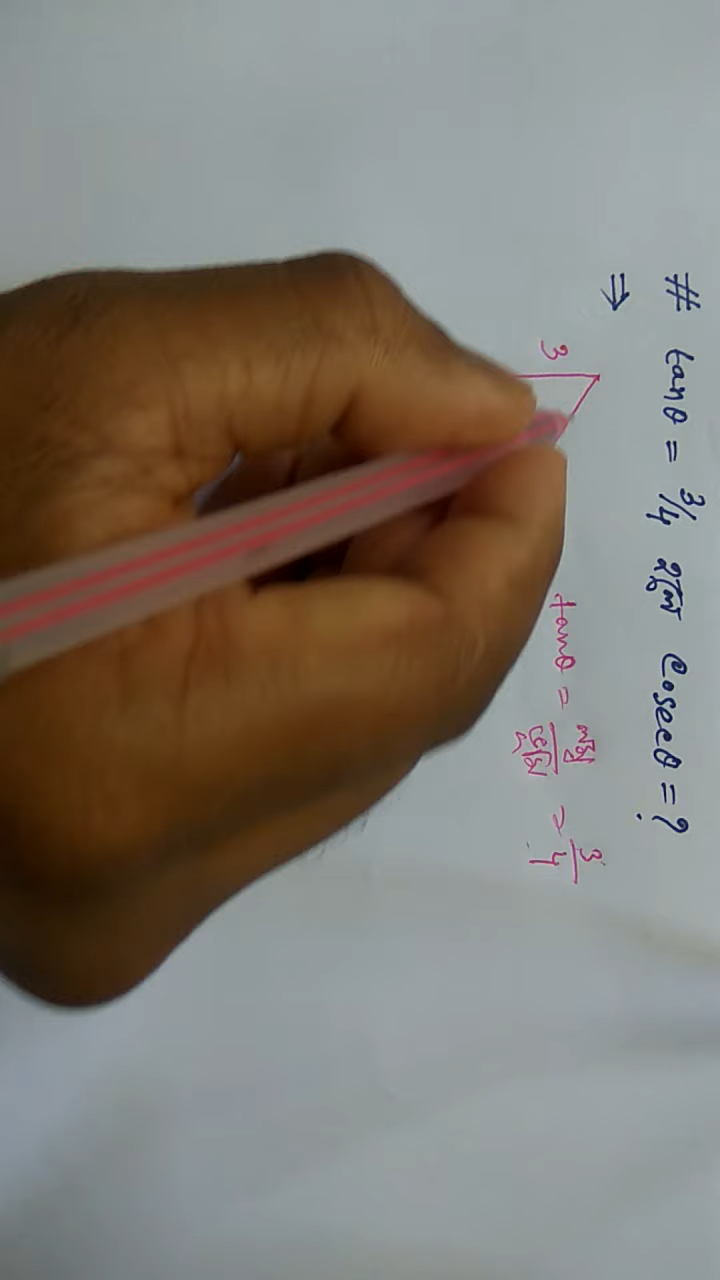 # tanθ = 3/4 হলে cosecθ = ?
⇒
3
tanθ = লম্ব/ভূমি = 3/4